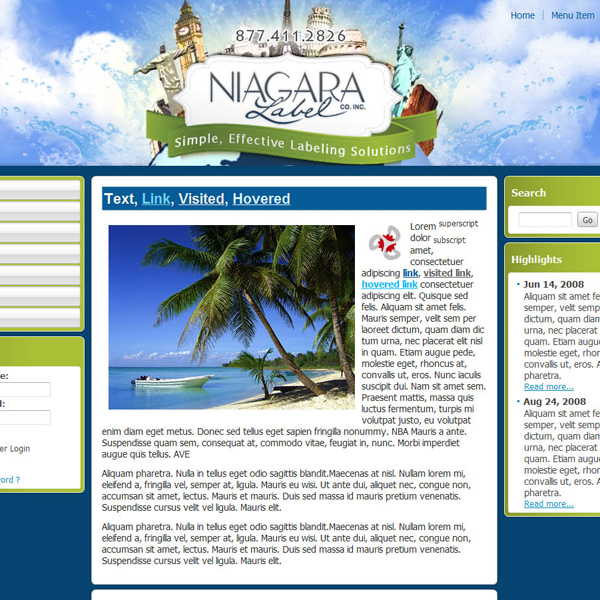 Home | Menu Item
877.411.2826
NIAGARA
Label CO. INC.
Simple, Effective Labeling Solutions
Text, Link, Visited, Hovered
Lorem superscript
dolor subscript
amet,
consectetuer
adipiscing link, visited link,
hovered link consectetuer
adipiscing elit. Quisque sed
felis. Aliquam sit amet felis.
Mauris semper, velit sem per
laoreet dictum, quam diam dic
tum urna, nec placerat elit nisl
in quam. Etiam augue pede,
molestie eget, rhoncus at,
convallis ut, eros. Nunc iaculis
suscipit dui. Nam sit amet sem.
Praesent mattis, massa quis
luctus fermentum, turpis mi
volutpat justo, eu volutpat
enim diam eget metus. Donec sed tellus eget sapien fringilla nonummy. NBA Mauris a ante.
Suspendisse quam sem, consequat at, commodo vitae, feugiat in, nunc. Morbi imperdiet
augue quis tellus. AVE
Aliquam pharetra. Nulla in tellus eget odio sagittis blandit.Maecenas at nisl. Nullam lorem mi,
eleifend a, fringilla vel, semper at, ligula. Mauris eu wisi. Ut ante dui, aliquet nec, congue non,
accumsan sit amet, lectus. Mauris et mauris. Duis sed massa id mauris pretium venenatis.
Suspendisse cursus velit vel ligula. Mauris elit.
Aliquam pharetra. Nulla in tellus eget odio sagittis blandit.Maecenas at nisl. Nullam lorem mi,
eleifend a, fringilla vel, semper at, ligula. Mauris eu wisi. Ut ante dui, aliquet nec, congue non,
accumsan sit amet, lectus. Mauris et mauris. Duis sed massa id mauris pretium venenatis.
Suspendisse cursus velit vel ligula. Mauris elit.
e:
d:
er Login
word ?
Search
Go
Highlights
• Jun 14, 2008
Aliquam sit amet fe
semper, velit sempe
dictum, quam diam d
urna, nec placerat e
quam. Etiam augue
molestie eget, rhonc
convallis ut, eros. N
pharetra.
Read more...
• Aug 24, 2008
Aliquam sit amet fe
semper, velit sempe
dictum, quam diam d
urna, nec placerat e
quam. Etiam augue
molestie eget, rhonc
convallis ut, eros. N
pharetra.
Read more...